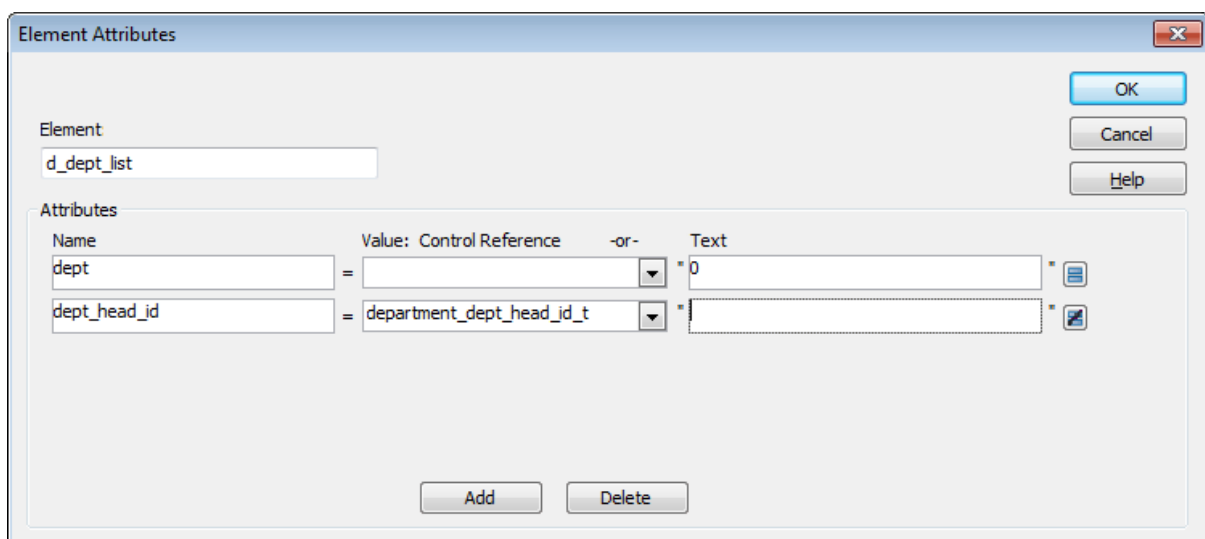 Element Attributes
OK
Element
Cancel
d_dept_list
Help
Attributes
Name Value: Control Reference -or- Text
dept = " 0 "
dept_head_id = department_dept_head_id_t " "
Add Delete